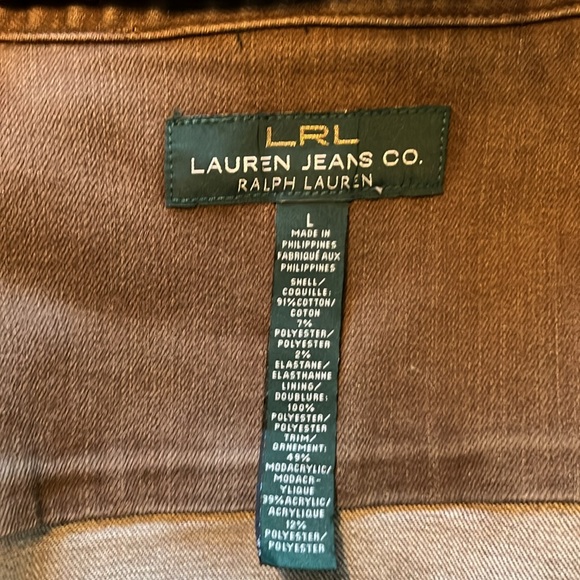 LRL
LAUREN JEANS CO.
RALPH LAUREN
L
MADE IN
PHILIPPINES
FABRIQUÉ AUX
PHILIPPINES
SHELL/
COQUILLE:
91%COTTON/
COTON
7%
POLYESTER/
POLYESTER
2%
ELASTANE/
ELASTHANNE
LINING/
DOUBLURE:
100%
POLYESTER/
POLYESTER
TRIM/
ORNEMENT:
49%
MODACRYLIC/
MODACR-
YLIQUE
39%ACRYLIC/
ACRYLIQUE
12%
POLYESTER/
POLYESTER